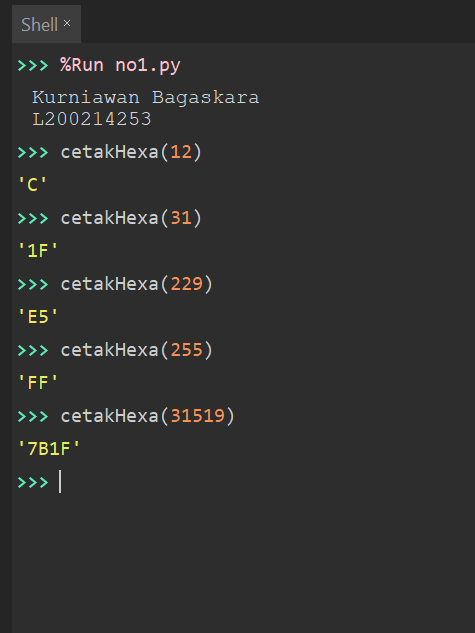 Shell ×
>>> %Run no1.py
Kurniawan Bagaskara
L200214253
>>> cetakHexa(12)
'C'
>>> cetakHexa(31)
'1F'
>>> cetakHexa(229)
'E5'
>>> cetakHexa(255)
'FF'
>>> cetakHexa(31519)
'7B1F'
>>>